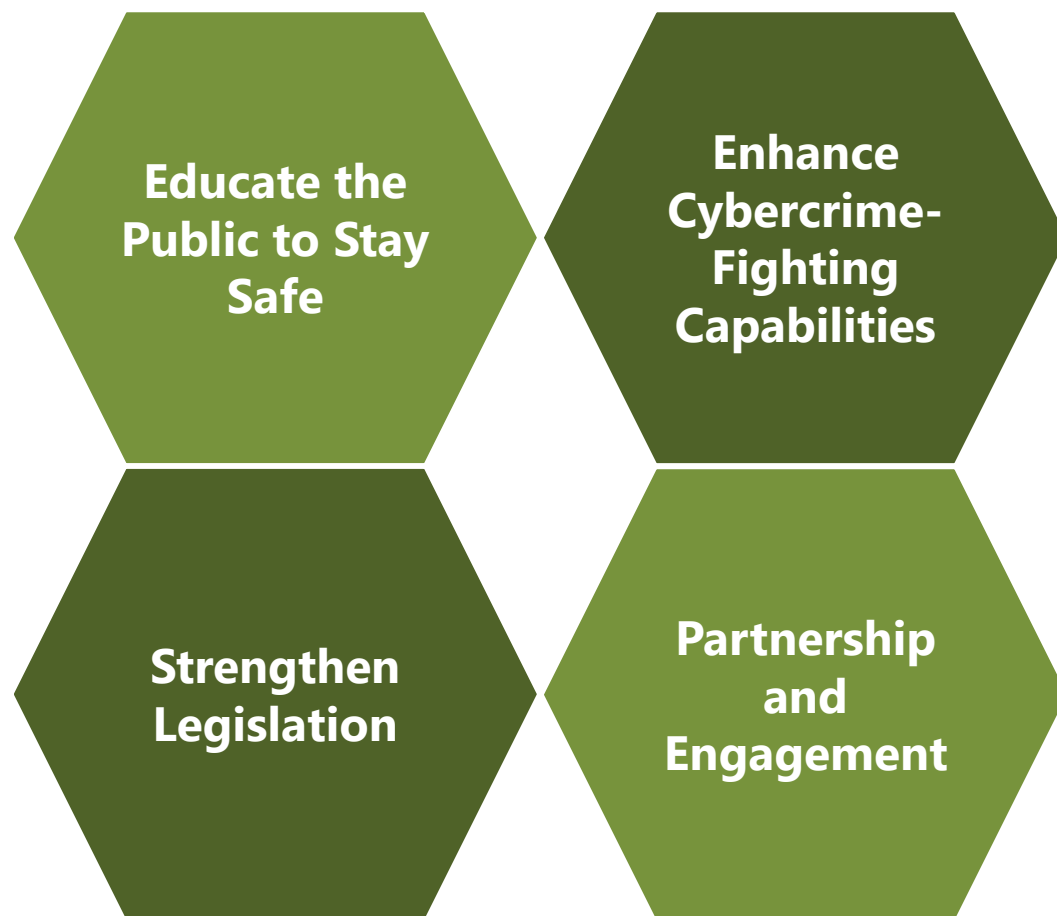 Educate the
Public to Stay
Safe
Enhance
Cybercrime-
Fighting
Capabilities
Strengthen
Legislation
Partnership
and
Engagement